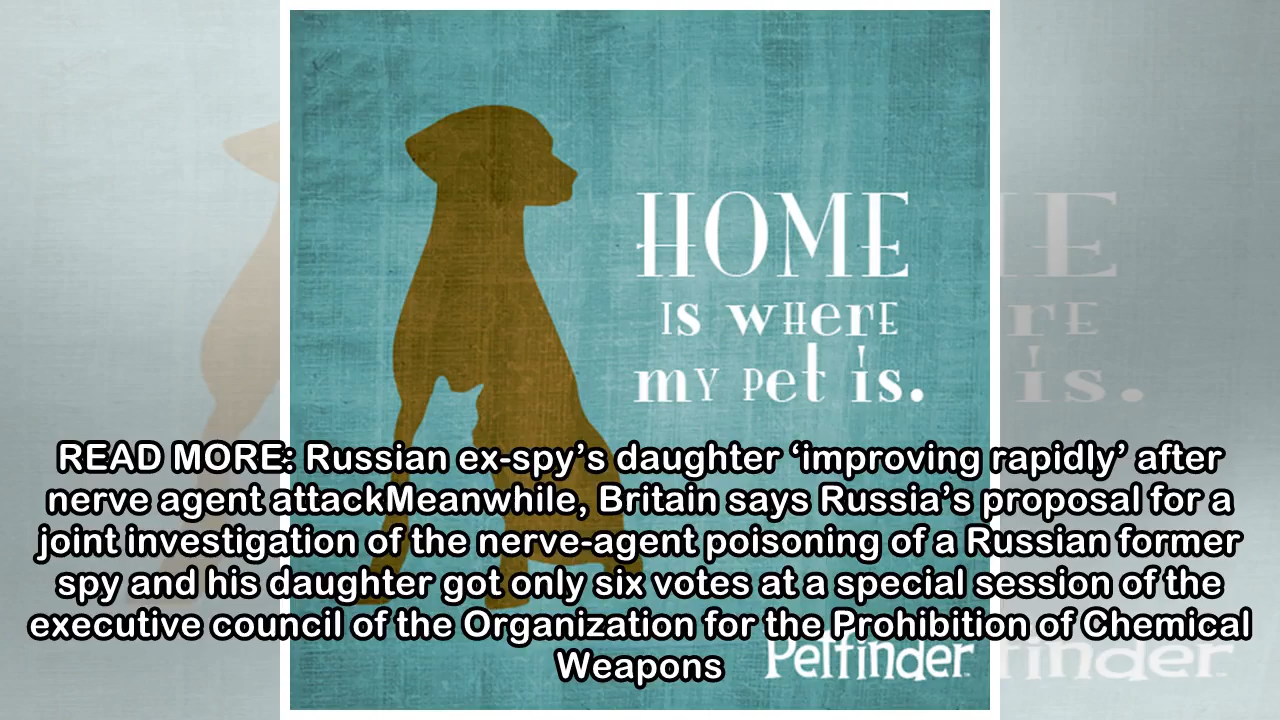 HOME
is where
my pet is.
READ MORE: Russian ex-spy’s daughter ‘improving rapidly’ after
nerve agent attackMeanwhile, Britain says Russia’s proposal for a
joint investigation of the nerve-agent poisoning of a Russian former
spy and his daughter got only six votes at a special session of the
executive council of the Organization for the Prohibition of Chemical
Weapons
Petfinder